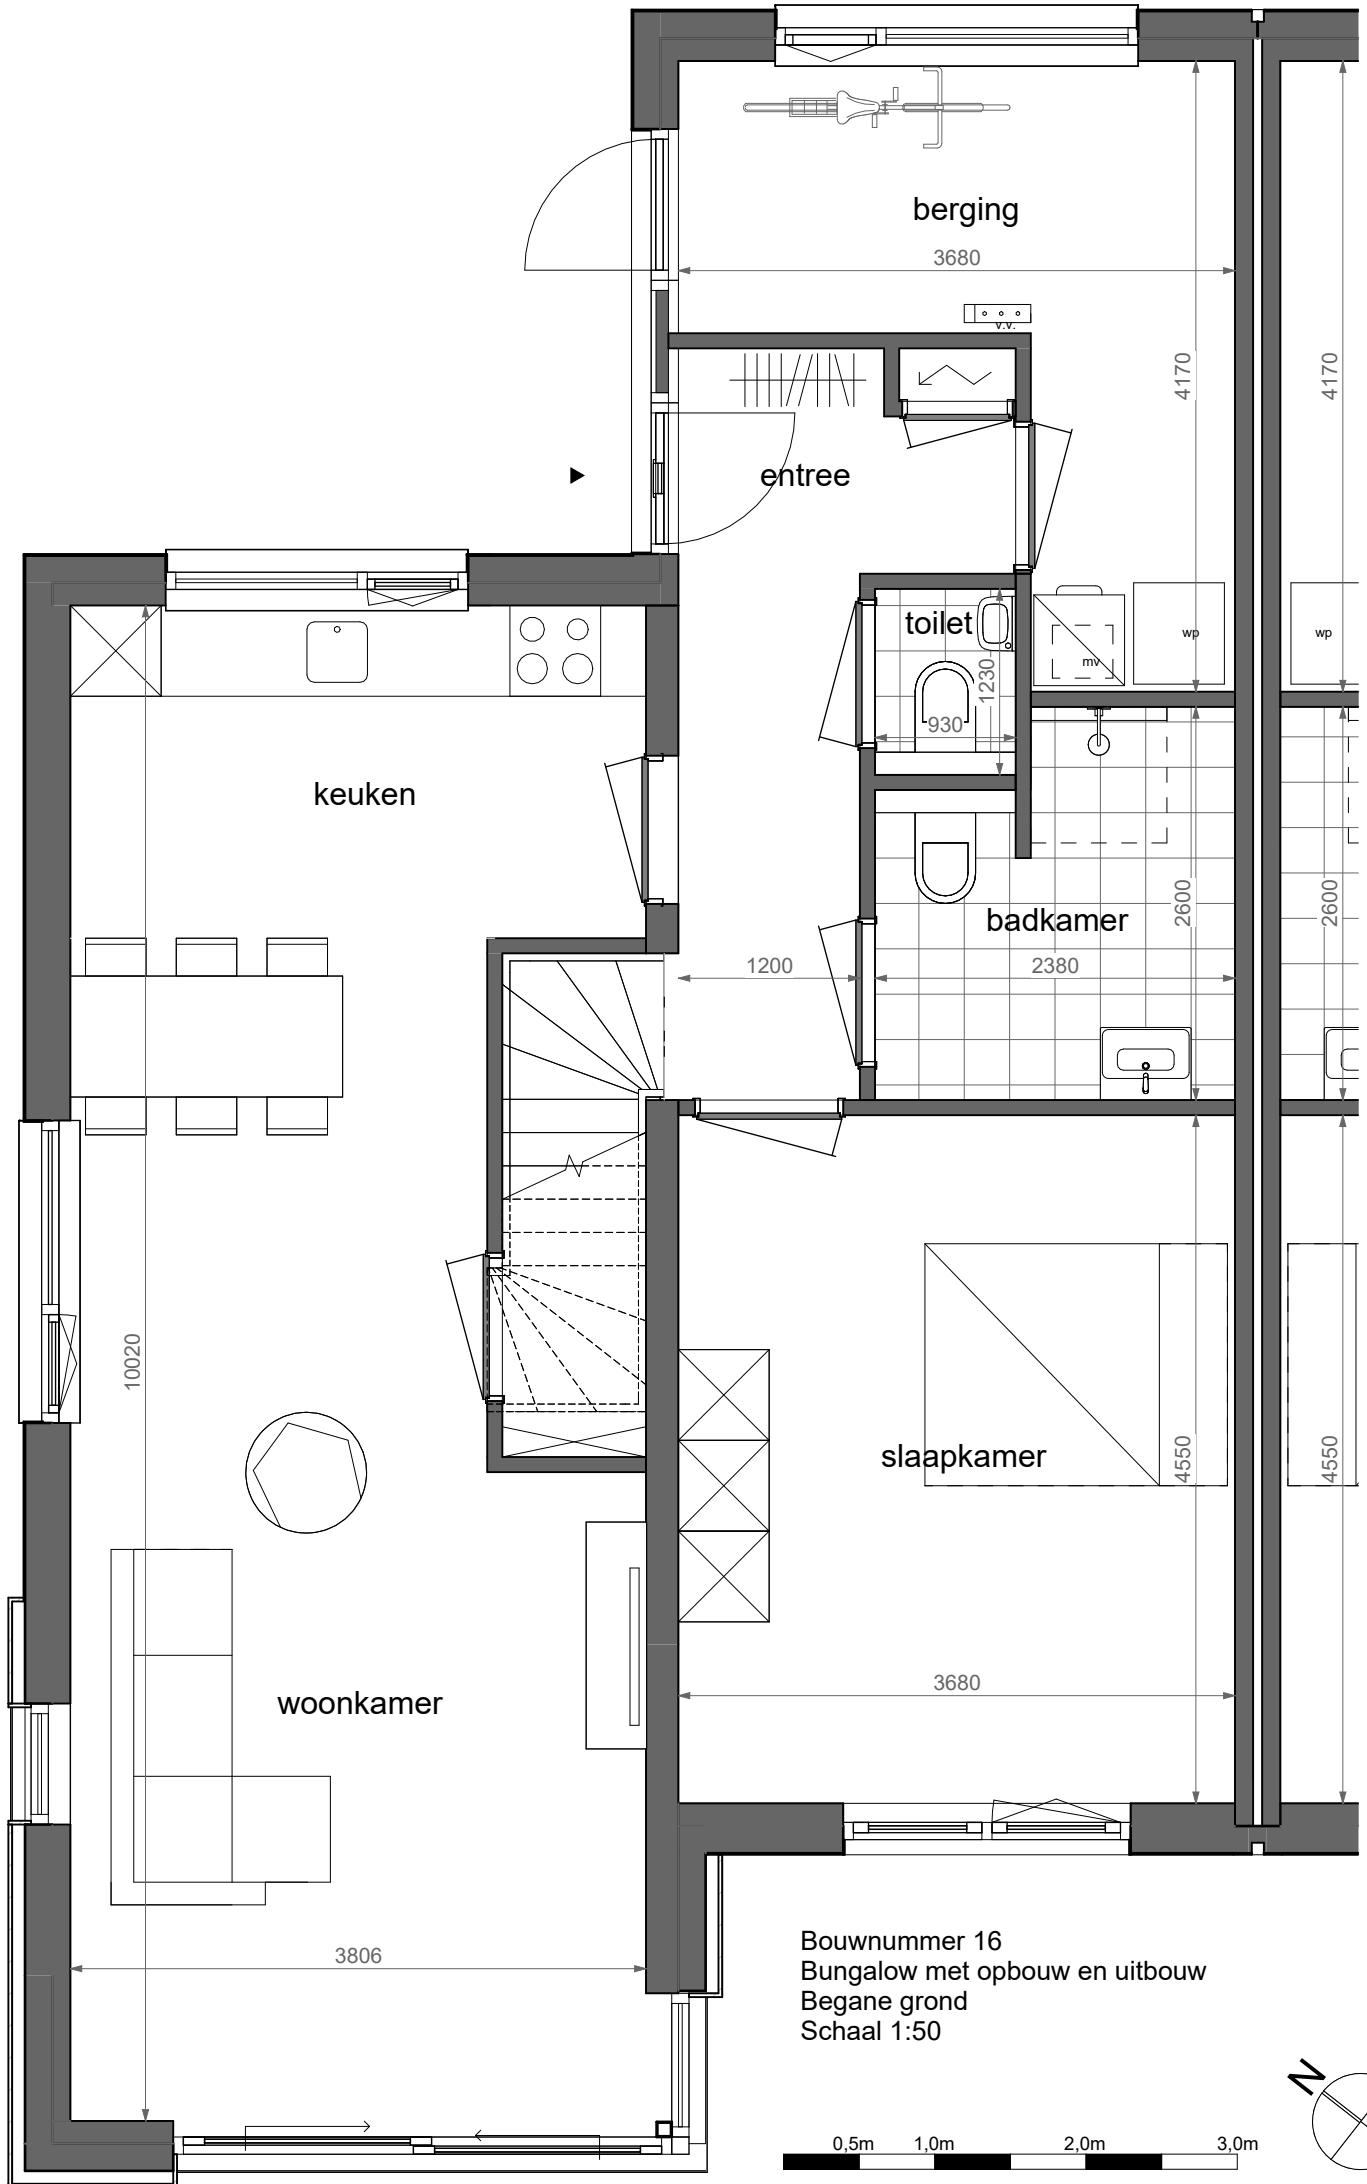 berging
3680
v.v.
4170
4170
entree
toilet
1230
930
mv
wp
wp
keuken
badkamer
2600
2600
1200
2380
10020
slaapkamer
4550
4550
woonkamer
3680
3806
Bouwnummer 16
Bungalow met opbouw en uitbouw
Begane grond
Schaal 1:50
N
0,5m 1,0m 2,0m 3,0m